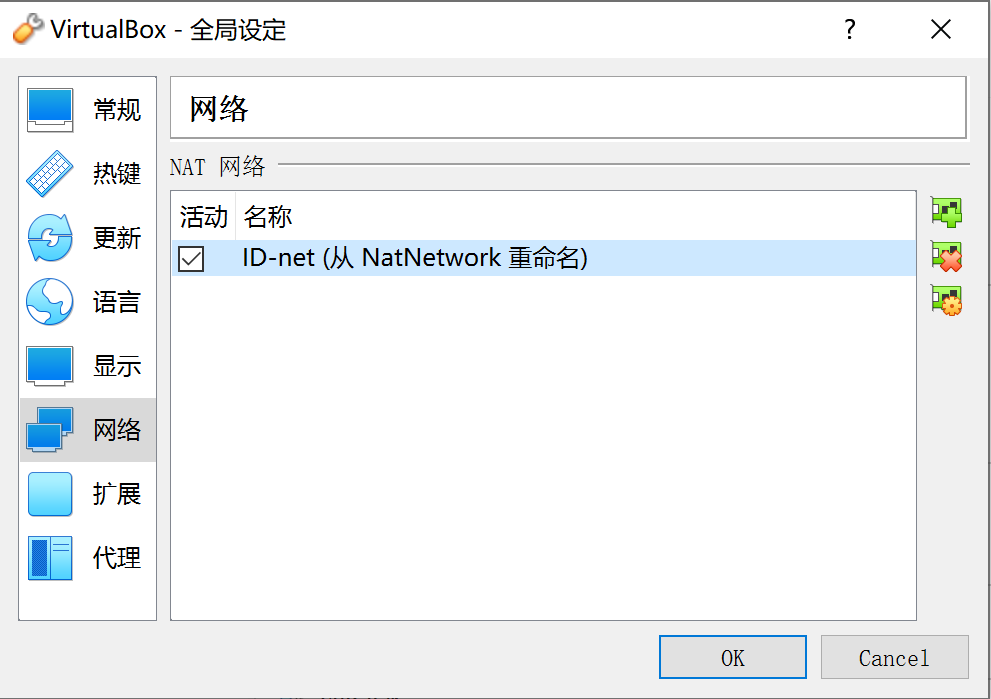 VirtualBox - 全局设定
?
常规
热键
更新
语言
显示
网络
扩展
代理
网络
NAT 网络
活动 名称
ID-net (从 NatNetwork 重命名)
OK
Cancel